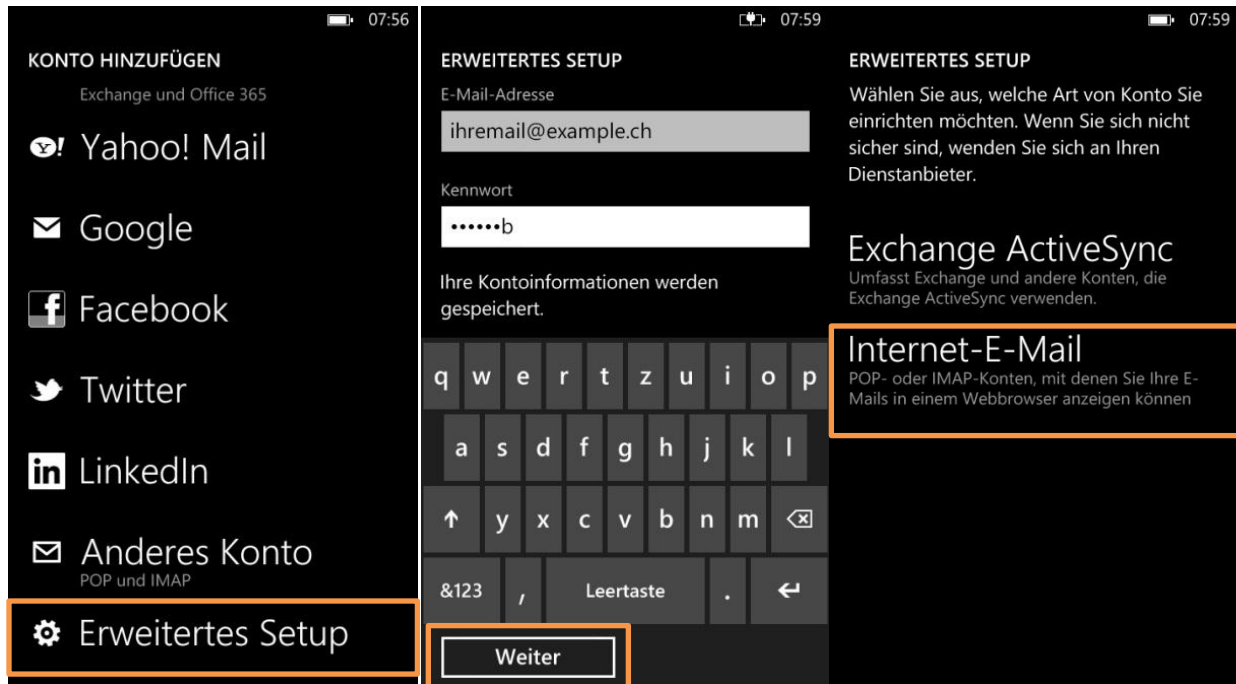 07:56
KONTO HINZUFÜGEN
Exchange und Office 365
Yahoo! Mail
Google
Facebook
Twitter
in LinkedIn
Anderes Konto
POP und IMAP
Erweitertes Setup
07:59
ERWEITERTES SETUP
E-Mail-Adresse
ihremail@example.ch
Kennwort
••••••b
Ihre Kontoinformationen werden
gespeichert.
q w e r t z u i o p
a s d f g h j k l
y x c v b n m
&123 , Leertaste .
Weiter
07:59
ERWEITERTES SETUP
Wählen Sie aus, welche Art von Konto Sie
einrichten möchten. Wenn Sie sich nicht
sicher sind, wenden Sie sich an Ihren
Dienstanbieter.
Exchange ActiveSync
Umfasst Exchange und andere Konten, die
Exchange ActiveSync verwenden.
Internet-E-Mail
POP- oder IMAP-Konten, mit denen Sie Ihre E-
Mails in einem Webbrowser anzeigen können